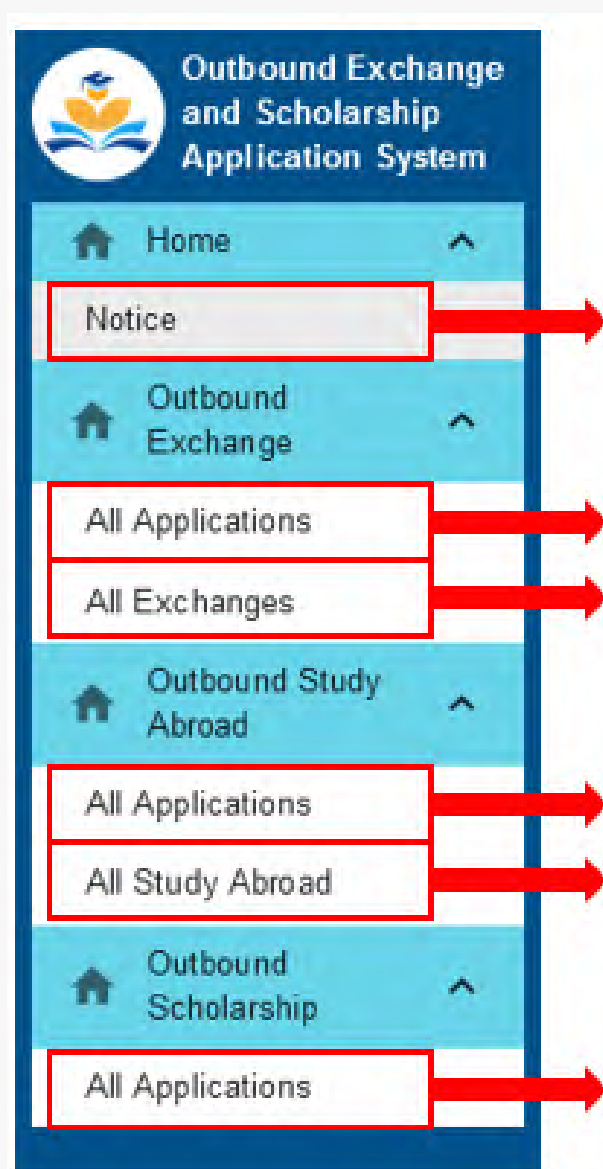 Outbound Exchange
and Scholarship
Application System
Home
Notice
Outbound
Exchange
All Applications
All Exchanges
Outbound Study
Abroad
All Applications
All Study Abroad
Outbound
Scholarship
All Applications